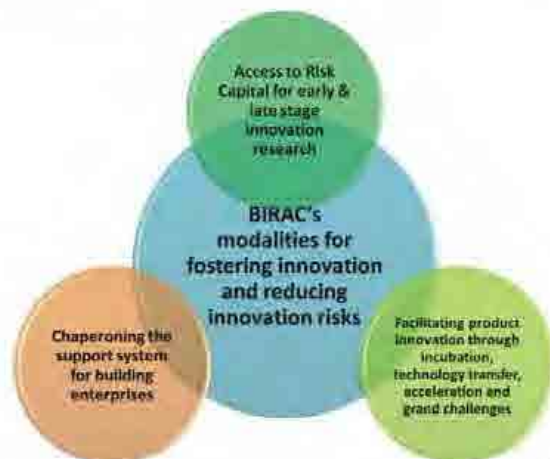 Access to Risk
Capital for early &
late stage
innovation
research
BIRAC's
modalities for
fostering innovation
and reducing
innovation risks
Chaperoning the
support system
for building
enterprises
Facilitating product
innovation through
incubation,
technology transfer,
acceleration and
grand challenges